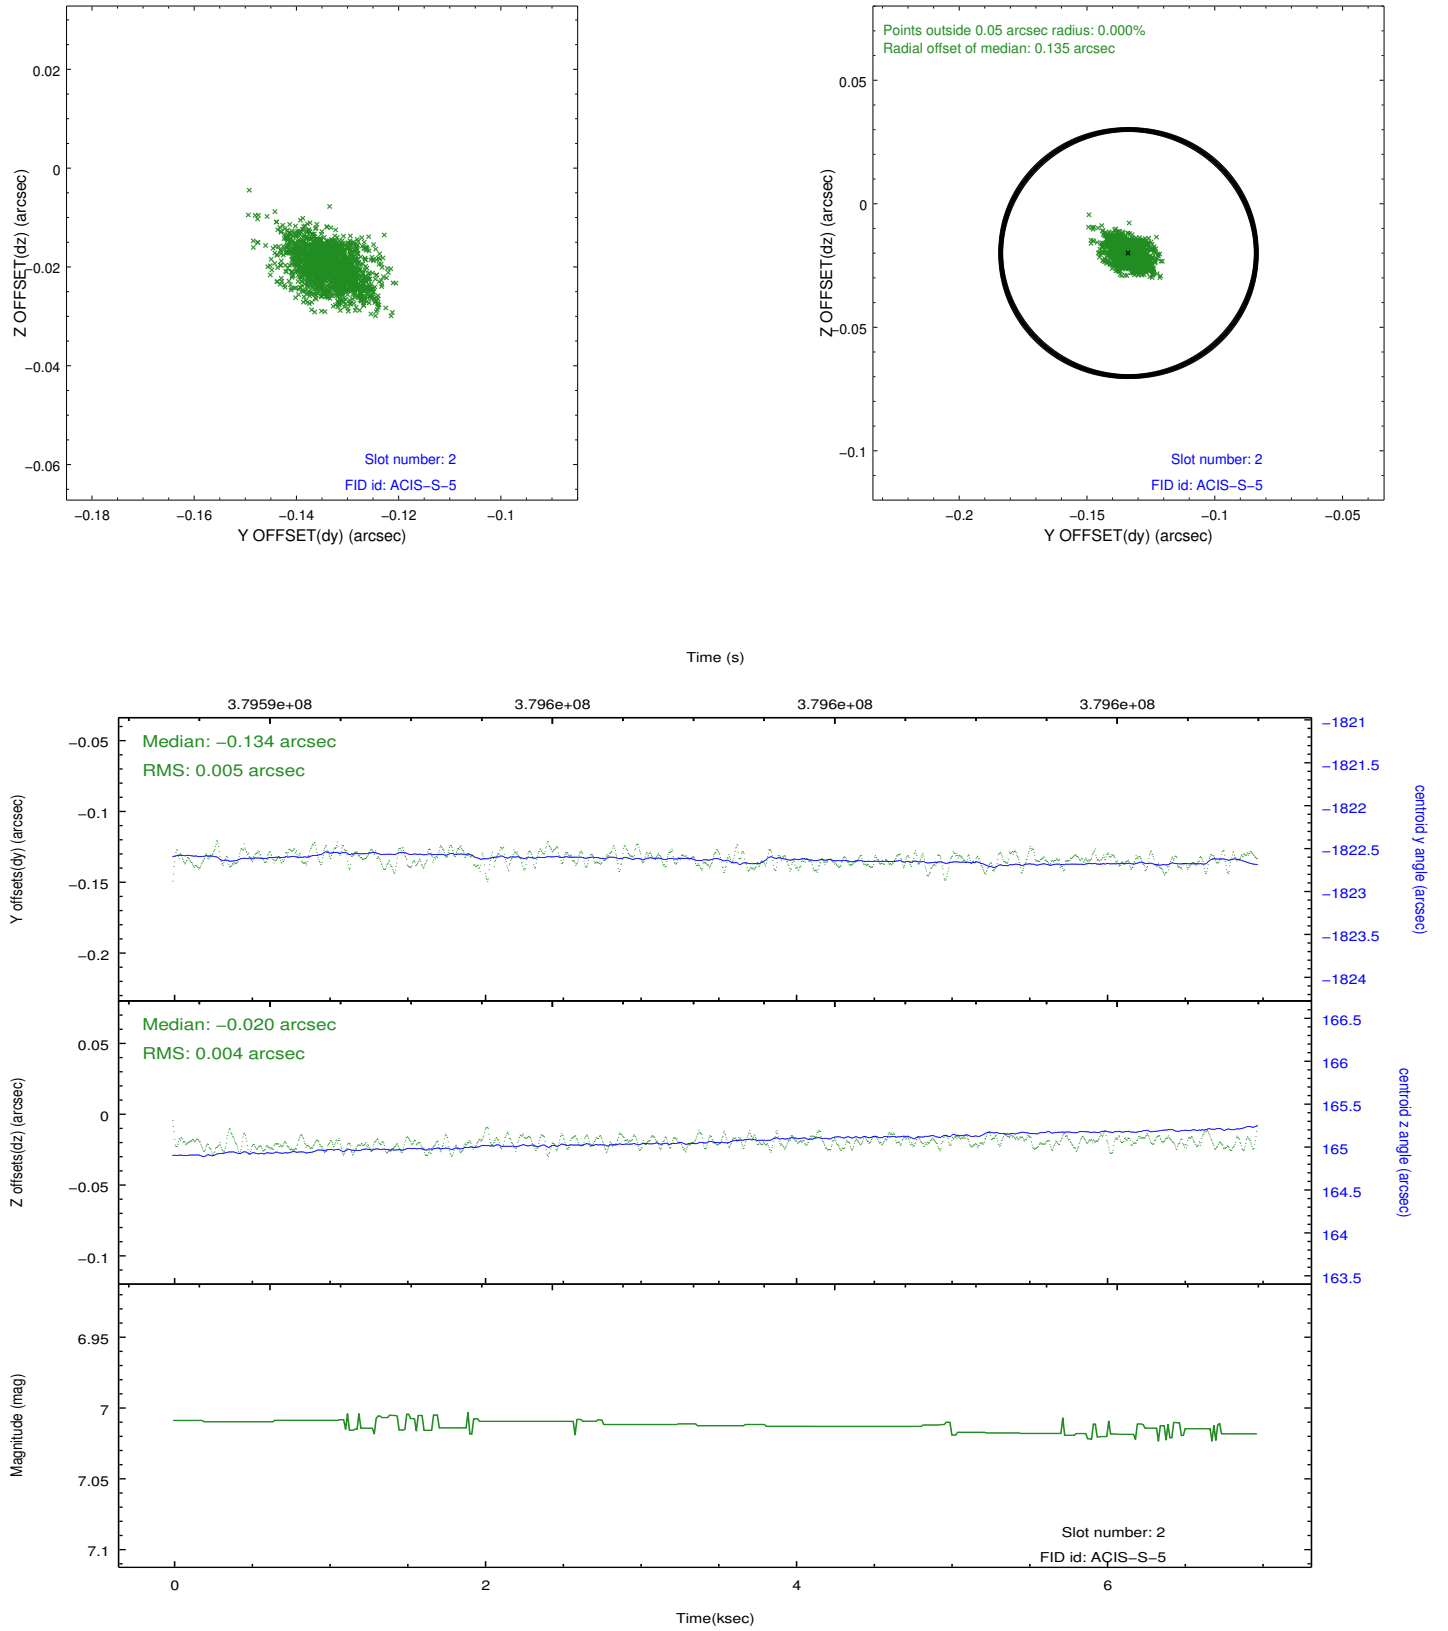 0.02
0
−0.02
−0.04
−0.06
Z OFFSET(dz) (arcsec)
Slot number: 2
FID id: ACIS−S−5
−0.18
−0.16
−0.14
−0.12
−0.1
Y OFFSET(dy) (arcsec)
Points outside 0.05 arcsec radius: 0.000%
Radial offset of median: 0.135 arcsec
0.05
0
−0.05
−0.1
Z OFFSET(dz) (arcsec)
Slot number: 2
FID id: ACIS−S−5
−0.2
−0.15
−0.1
−0.05
Y OFFSET(dy) (arcsec)
Time (s)
3.7959e+08
3.796e+08
3.796e+08
3.796e+08
Median: −0.134 arcsec
RMS: 0.005 arcsec
−0.05
−0.1
−0.15
−0.2
Y offsets(dy) (arcsec)
−1821
−1821.5
−1822
−1822.5
−1823
−1823.5
−1824
centroid y angle (arcsec)
Median: −0.020 arcsec
RMS: 0.004 arcsec
0.05
0
−0.05
−0.1
Z offsets(dz) (arcsec)
166.5
166
165.5
165
164.5
164
163.5
centroid z angle (arcsec)
6.95
7
7.05
7.1
Magnitude (mag)
Slot number: 2
FID id: ACIS−S−5
0
2
4
6
Time(ksec)